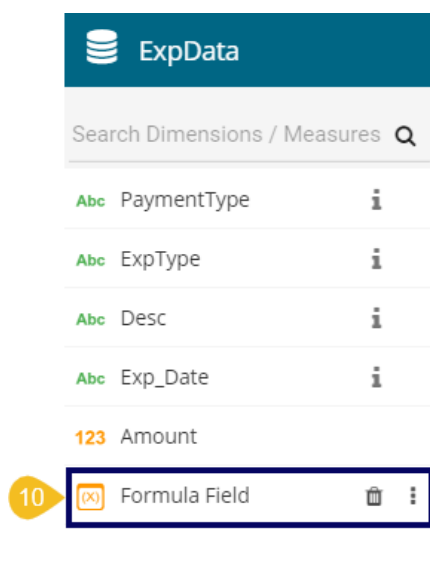 ExpData
Search Dimensions / Measures
Abc PaymentType i
Abc ExpType i
Abc Desc i
Abc Exp_Date i
123 Amount
10 (x) Formula Field